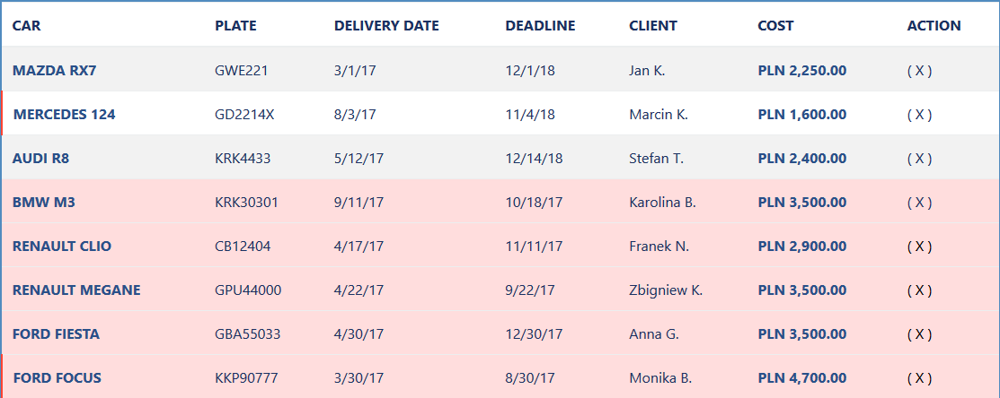 CAR PLATE DELIVERY DATE DEADLINE CLIENT COST ACTION
MAZDA RX7 GWE221 3/1/17 12/1/18 Jan K. PLN 2,250.00 ( X )
MERCEDES 124 GD2214X 8/3/17 11/4/18 Marcin K. PLN 1,600.00 ( X )
AUDI R8 KRK4433 5/12/17 12/14/18 Stefan T. PLN 2,400.00 ( X )
BMW M3 KRK30301 9/11/17 10/18/17 Karolina B. PLN 3,500.00 ( X )
RENAULT CLIO CB12404 4/17/17 11/11/17 Franek N. PLN 2,900.00 ( X )
RENAULT MEGANE GPU44000 4/22/17 9/22/17 Zbigniew K. PLN 3,500.00 ( X )
FORD FIESTA GBA55033 4/30/17 12/30/17 Anna G. PLN 3,500.00 ( X )
FORD FOCUS KKP90777 3/30/17 8/30/17 Monika B. PLN 4,700.00 ( X )